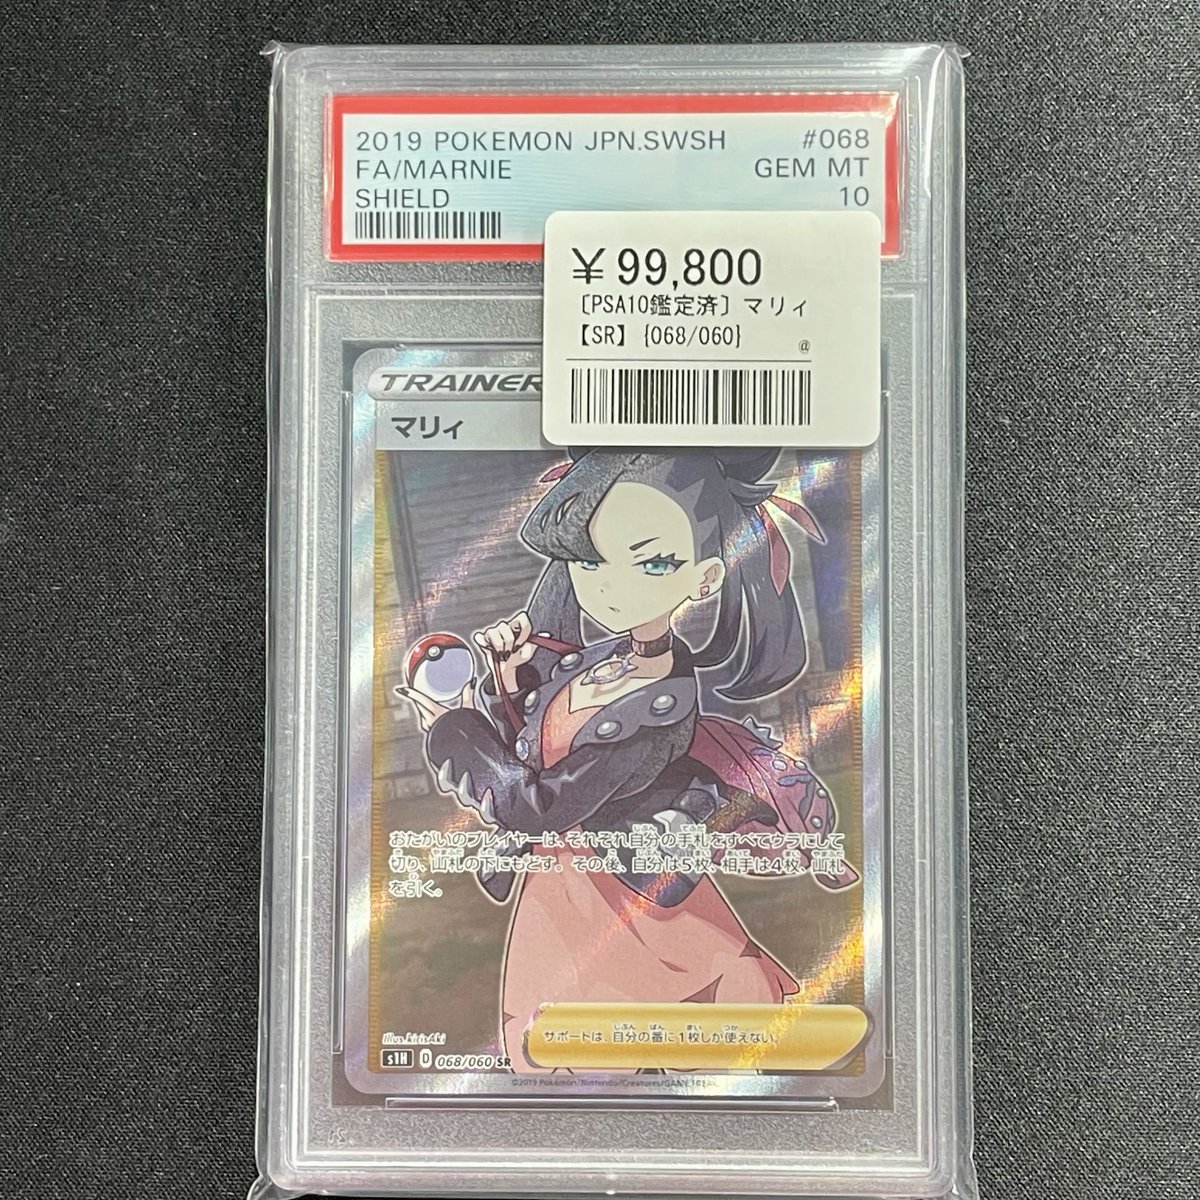 2019 POKEMON JPN.SWSH #068
FA/MARNIE GEM MT
SHIELD 10
￥99,800
〔PSA10鑑定済〕マリィ
【SR】{068/060}
@
TRAINER
マリィ
おたがいのプレイヤーは、それぞれ自分の手札をすべてウラにして
切り、山札の下にもどす。その後、自分は5枚、相手は4枚、山札
を引く。
サポートは、自分の番に1枚しか使えない。
Illus. kirisAki
s1H D 068/060 SR
©2019 Pokémon/Nintendo/Creatures/GAME FREAK